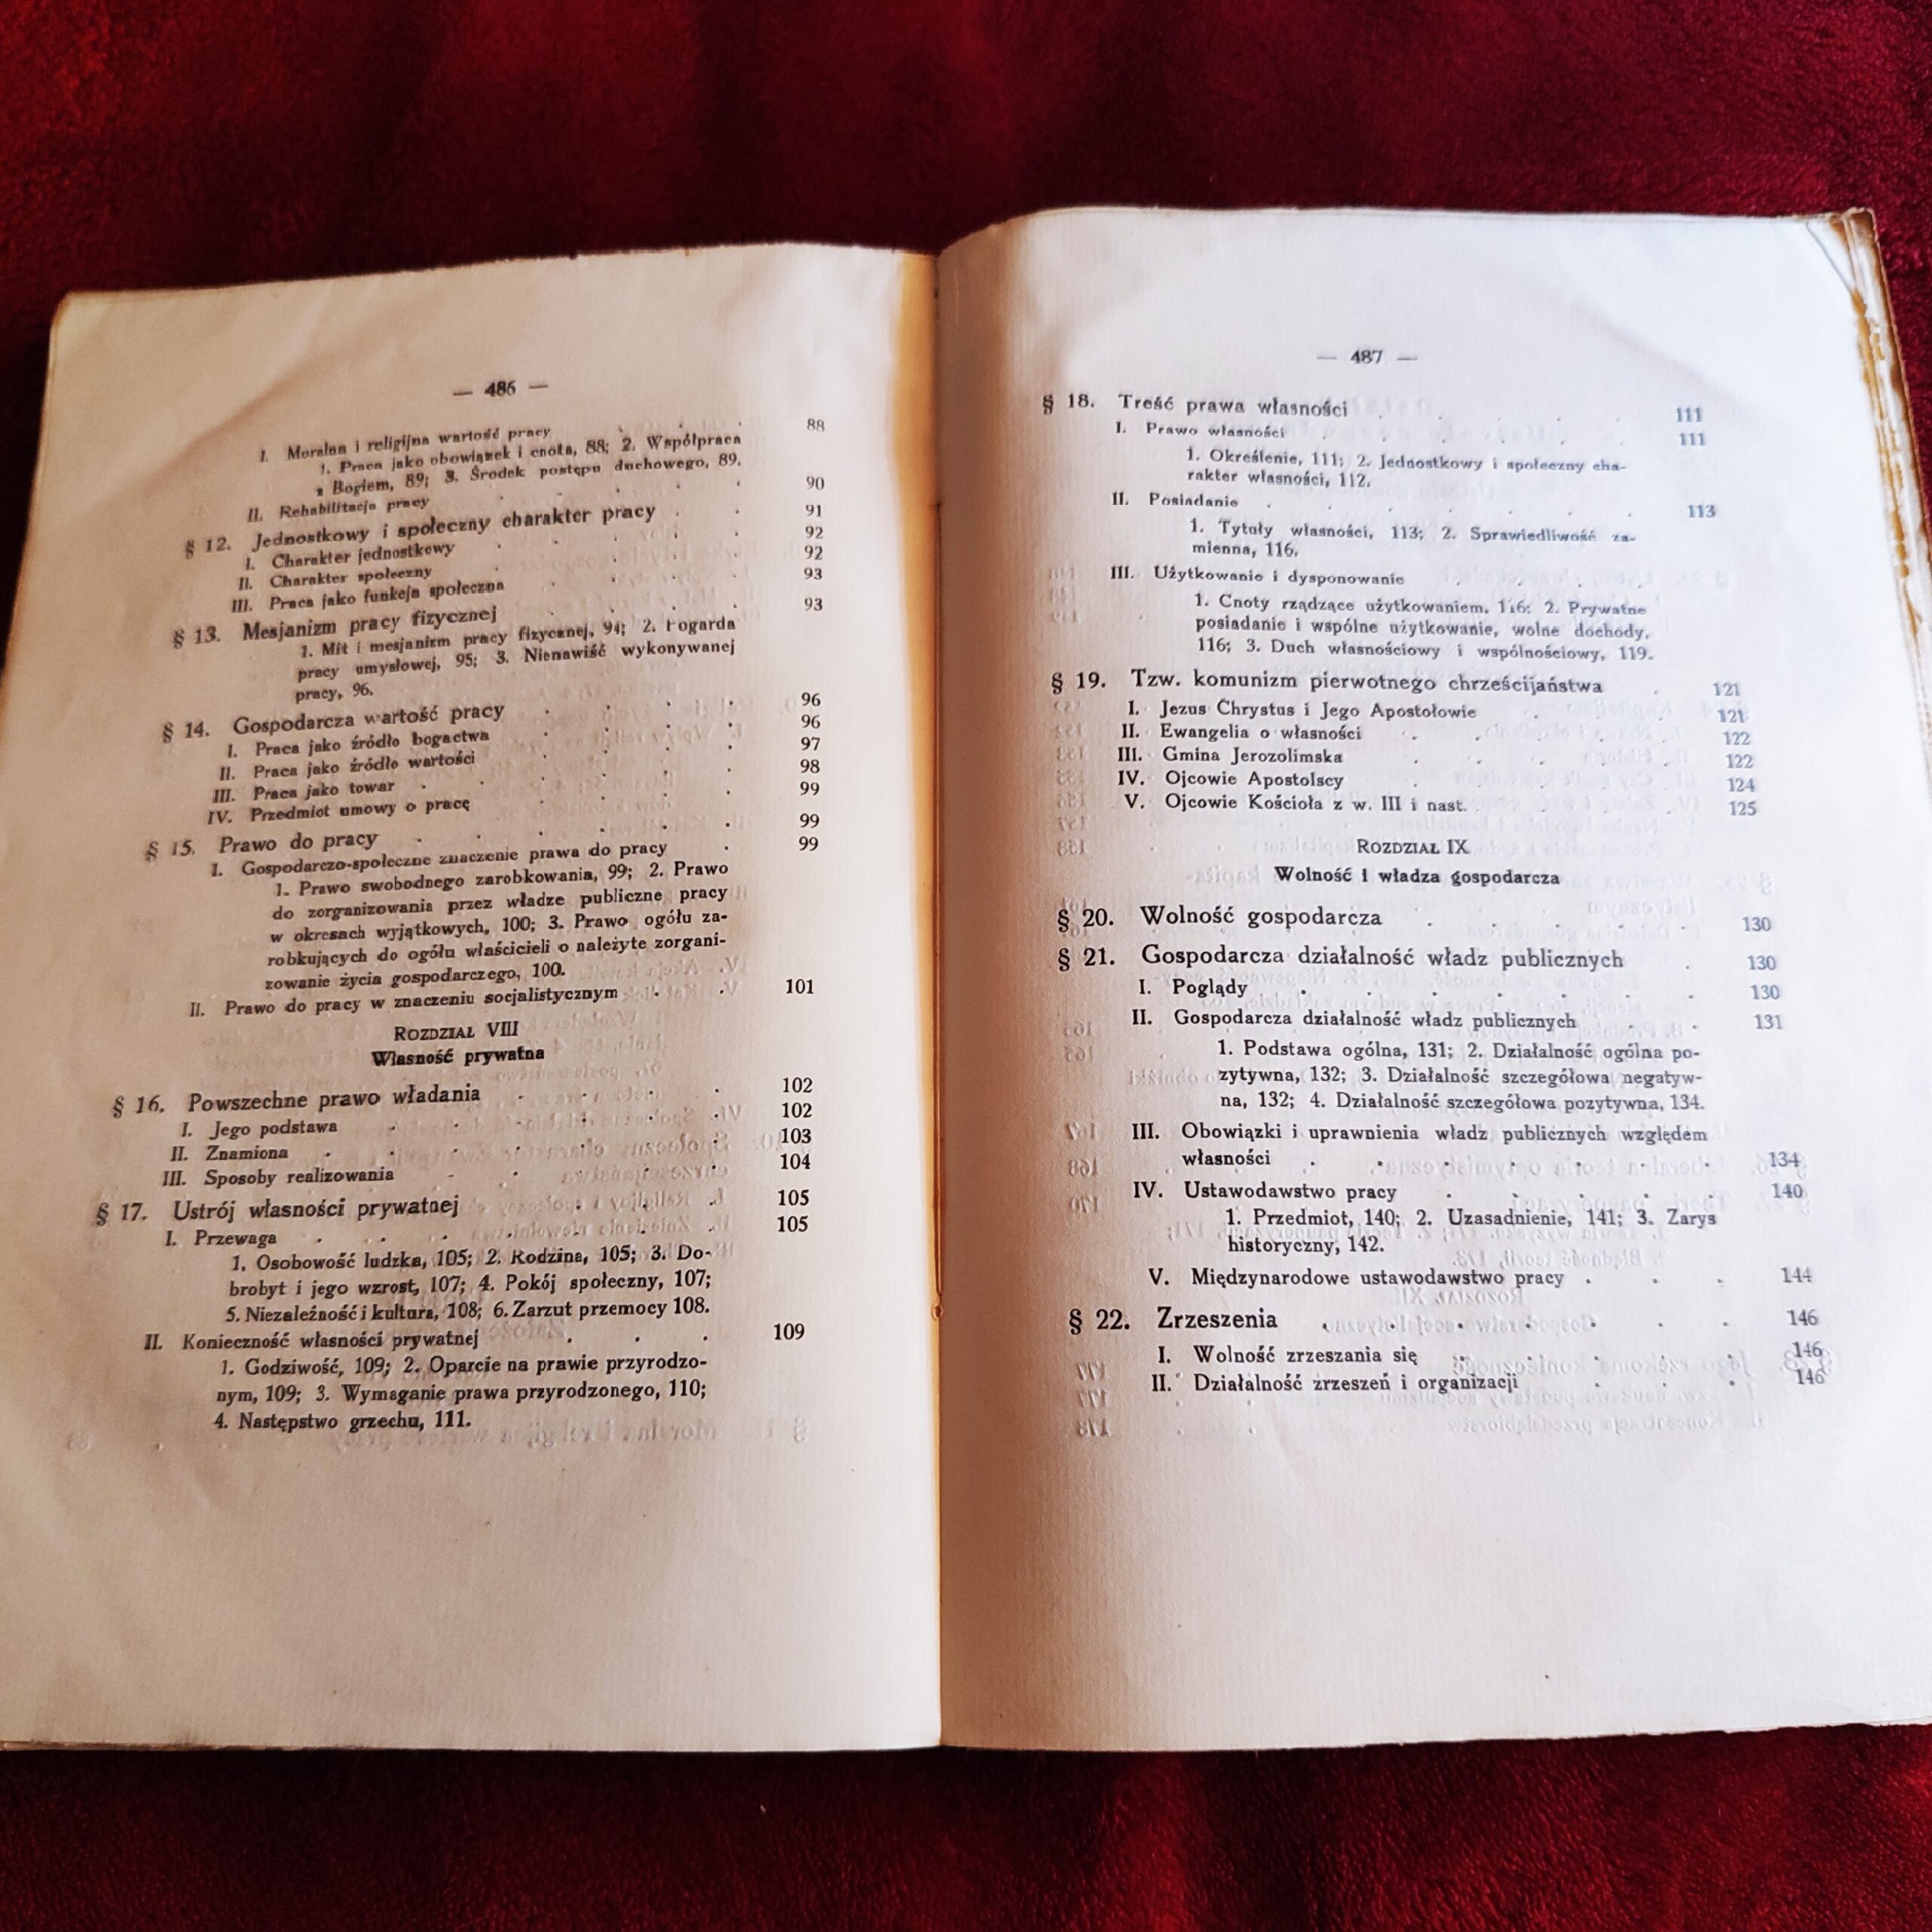 — 486 —
I. Moralna i religijna wartość pracy . . . 88
1. Praca jako obowiązek i cnota, 88; 2. Współpraca
z Bogiem, 89; 3. Środek postępu duchowego, 89.
II. Rehabilitacja pracy . . . . 90
§ 12. Jednostkowy i społeczny charakter pracy . . 91
I. Charakter jednostkowy . . . . 92
II. Charakter społeczny . . . . 92
III. Praca jako funkcja społeczna . . . 93
§ 13. Mesjanizm pracy fizycznej . . . . 93
1. Mit i mesjanizm pracy fizycznej, 94; 2. Pogarda
pracy umysłowej, 95; 3. Nienawiść wykonywanej
pracy, 96.
§ 14. Gospodarcza wartość pracy . . . . 96
I. Praca jako źródło bogactwa . . . . 96
II. Praca jako źródło wartości . . . . 97
III. Praca jako towar . . . . 98
IV. Przedmiot umowy o pracę . . . . 99
§ 15. Prawo do pracy . . . . . 99
I. Gospodarczo-społeczne znaczenie prawa do pracy . 99
1. Prawo swobodnego zarobkowania, 99; 2. Prawo
do zorganizowania przez władze publiczne pracy
w okresach wyjątkowych, 100; 3. Prawo ogółu za-
robkujących do ogółu właścicieli o należyte zorgani-
zowanie życia gospodarczego, 100.
II. Prawo do pracy w znaczeniu socjalistycznym . . 101
ROZDZIAŁ VIII
Własność prywatna
§ 16. Powszechne prawo władania . . . . 102
I. Jego podstawa . . . . . . 102
II. Znamiona . . . . . . 103
III. Sposoby realizowania . . . . . 104
§ 17. Ustrój własności prywatnej . . . . 105
I. Przewaga . . . . . . 105
1. Osobowość ludzka, 105; 2. Rodzina, 105; 3. Do-
brobyt i jego wzrost, 107; 4. Pokój społeczny, 107;
5. Niezależność i kultura, 108; 6. Zarzut przemocy 108.
II. Konieczność własności prywatnej . . . 109
1. Godziwość, 109; 2. Oparcie na prawie przyrodzo-
nym, 109; 3. Wymaganie prawa przyrodzonego, 110;
4. Następstwo grzechu, 111.
— 487 —
§ 18. Treść prawa własności . . . . 111
I. Prawo własności . . . . . 111
1. Określenie, 111; 2. Jednostkowy i społeczny cha-
rakter własności, 112.
II. Posiadanie . . . . . . 113
1. Tytuły własności, 113; 2. Sprawiedliwość za-
mienna, 116.
III. Użytkowanie i dysponowanie . . . .
1. Cnoty rządzące użytkowaniem, 116; 2. Prywatne
posiadanie i wspólne użytkowanie, wolne dochody,
116; 3. Duch własnościowy i wspólnościowy, 119.
§ 19. Tzw. komunizm pierwotnego chrześcijaństwa . 121
I. Jezus Chrystus i Jego Apostołowie . . . 121
II. Ewangelia o własności . . . . . 122
III. Gmina Jerozolimska . . . . . 122
IV. Ojcowie Apostolscy . . . . . 124
V. Ojcowie Kościoła z w. III i nast. . . . . 125
ROZDZIAŁ IX
Wolność i władza gospodarcza
§ 20. Wolność gospodarcza . . . . . 130
§ 21. Gospodarcza działalność władz publicznych . 130
I. Poglądy . . . . . . . 130
II. Gospodarcza działalność władz publicznych . . 131
1. Podstawa ogólna, 131; 2. Działalność ogólna po-
zytywna, 132; 3. Działalność szczegółowa negatyw-
na, 132; 4. Działalność szczegółowa pozytywna, 134.
III. Obowiązki i uprawnienia władz publicznych względem
własności . . . . . . . 134
IV. Ustawodawstwo pracy . . . . . 140
1. Przedmiot, 140; 2. Uzasadnienie, 141; 3. Zarys
historyczny, 142.
V. Międzynarodowe ustawodawstwo pracy . . . 144
§ 22. Zrzeszenia . . . . . . . 146
I. Wolność zrzeszania się . . . . . 146
II. Działalność zrzeszeń i organizacji . . . 146